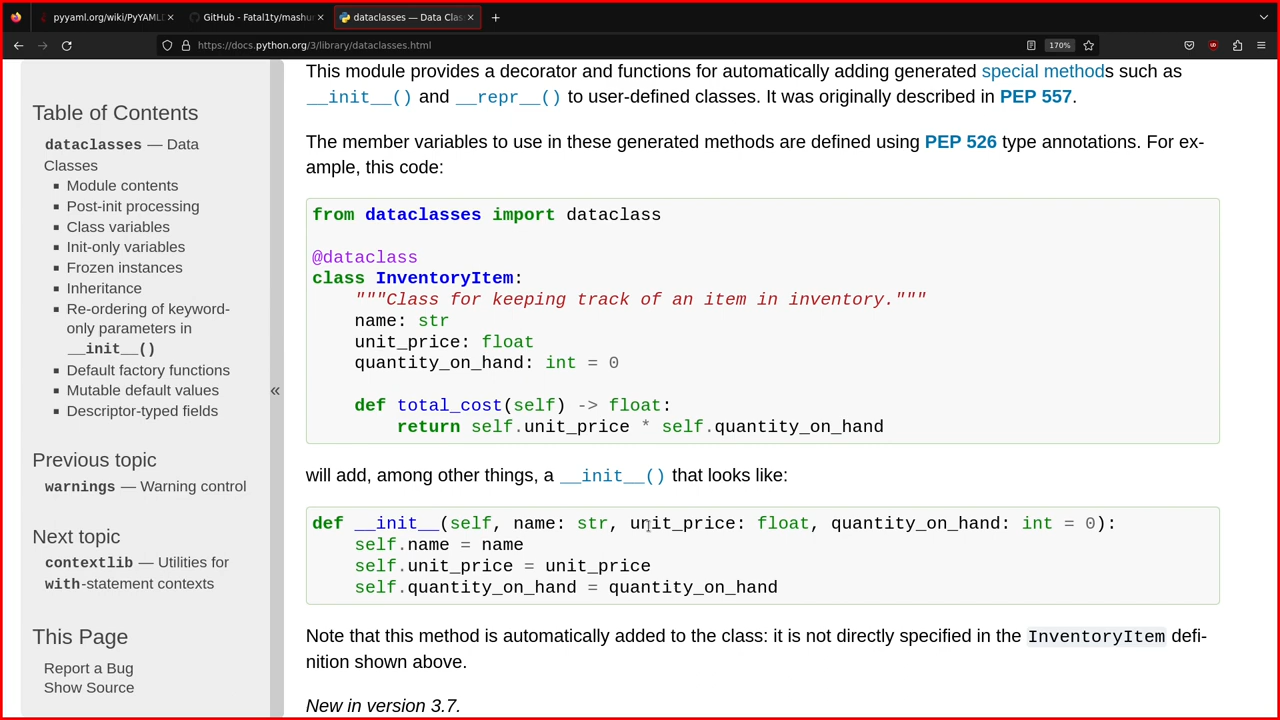 pyyaml.org/wiki/PyYAML
GitHub - Fatal1ty/mashu
dataclasses — Data Clas
https://docs.python.org/3/library/dataclasses.html
170%
Table of Contents
dataclasses — Data
Classes
Module contents
Post-init processing
Class variables
Init-only variables
Frozen instances
Inheritance
Re-ordering of keyword-
only parameters in
__init__()
Default factory functions
Mutable default values
Descriptor-typed fields
Previous topic
warnings — Warning control
Next topic
contextlib — Utilities for
with-statement contexts
This Page
Report a Bug
Show Source
«
This module provides a decorator and functions for automatically adding generated special methods such as
__init__() and __repr__() to user-defined classes. It was originally described in PEP 557.
The member variables to use in these generated methods are defined using PEP 526 type annotations. For ex-
ample, this code:
from dataclasses import dataclass
@dataclass
class InventoryItem:
    """Class for keeping track of an item in inventory."""
    name: str
    unit_price: float
    quantity_on_hand: int = 0
    def total_cost(self) -> float:
        return self.unit_price * self.quantity_on_hand
will add, among other things, a __init__() that looks like:
def __init__(self, name: str, unit_price: float, quantity_on_hand: int = 0):
    self.name = name
    self.unit_price = unit_price
    self.quantity_on_hand = quantity_on_hand
Note that this method is automatically added to the class: it is not directly specified in the InventoryItem defi-
nition shown above.
New in version 3.7.